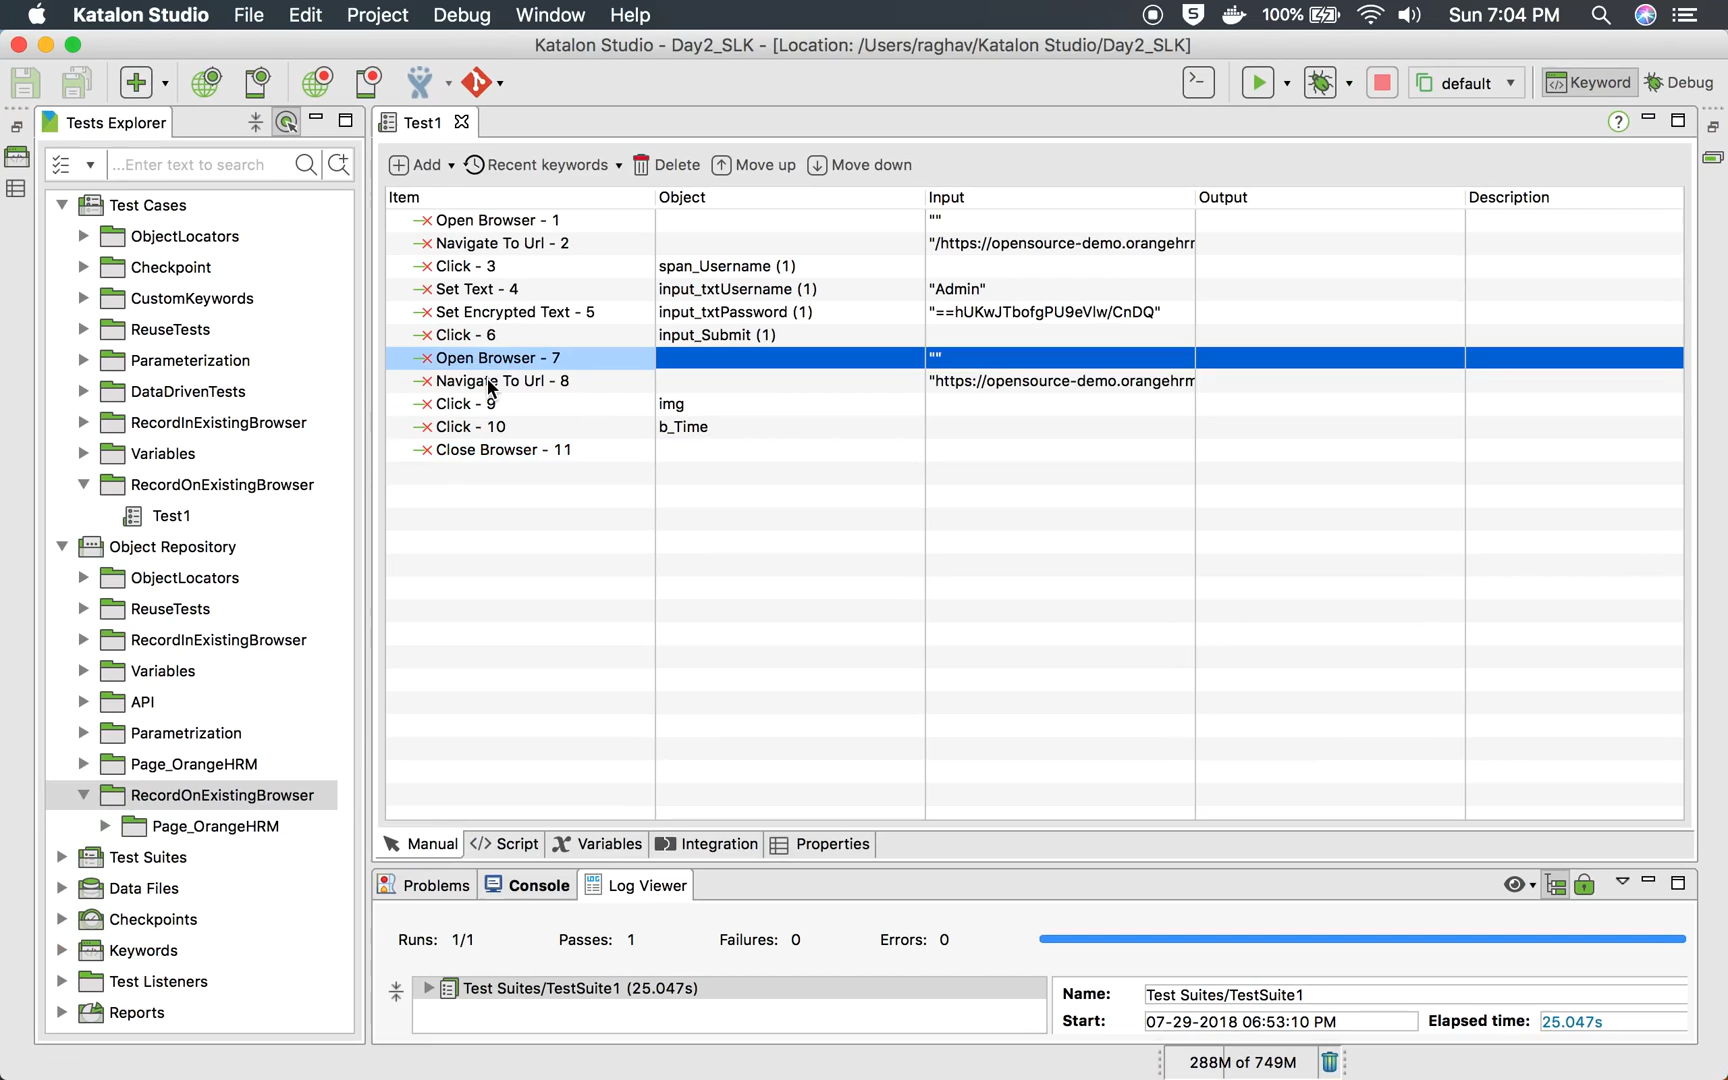 Katalon Studio File Edit Project Debug Window Help S 100% Sun 7:04 PM
Katalon Studio - Day2_SLK - [Location: /Users/raghav/Katalon Studio/Day2_SLK]
default Keyword Debug
Tests Explorer
...Enter text to search
Test Cases
ObjectLocators
Checkpoint
CustomKeywords
ReuseTests
Parameterization
DataDrivenTests
RecordInExistingBrowser
Variables
RecordOnExistingBrowser
Test1
Object Repository
ObjectLocators
ReuseTests
RecordInExistingBrowser
Variables
API
Parametrization
Page_OrangeHRM
RecordOnExistingBrowser
Page_OrangeHRM
Test Suites
Data Files
Checkpoints
Keywords
Test Listeners
Reports
Test1
?
Add Recent keywords Delete Move up Move down
Item Object Input Output Description
Open Browser - 1 ""
Navigate To Url - 2 "/https://opensource-demo.orangehrr
Click - 3 span_Username (1)
Set Text - 4 input_txtUsername (1) "Admin"
Set Encrypted Text - 5 input_txtPassword (1) "==hUKwJTbofgPU9eVlw/CnDQ"
Click - 6 input_Submit (1)
Open Browser - 7 ""
Navigate To Url - 8 "https://opensource-demo.orangehrm
Click - 9 img
Click - 10 b_Time
Close Browser - 11
Manual </> Script Variables Integration Properties
Problems Console Log Viewer
Runs: 1/1 Passes: 1 Failures: 0 Errors: 0
Test Suites/TestSuite1 (25.047s)
Name: Test Suites/TestSuite1
Start: 07-29-2018 06:53:10 PM Elapsed time: 25.047s
288M of 749M